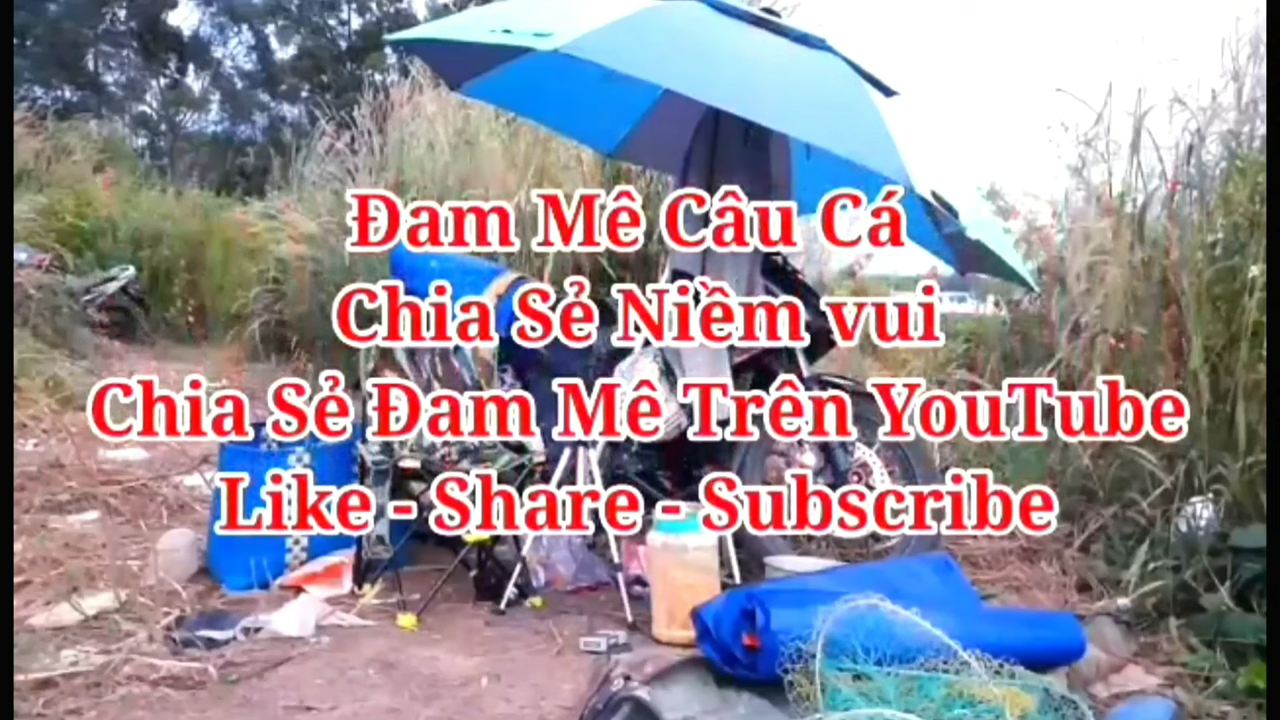 Đam Mê Câu Cá
Chia Sẻ Niềm vui
Chia Sẻ Đam Mê Trên YouTube
Like - Share - Subscribe